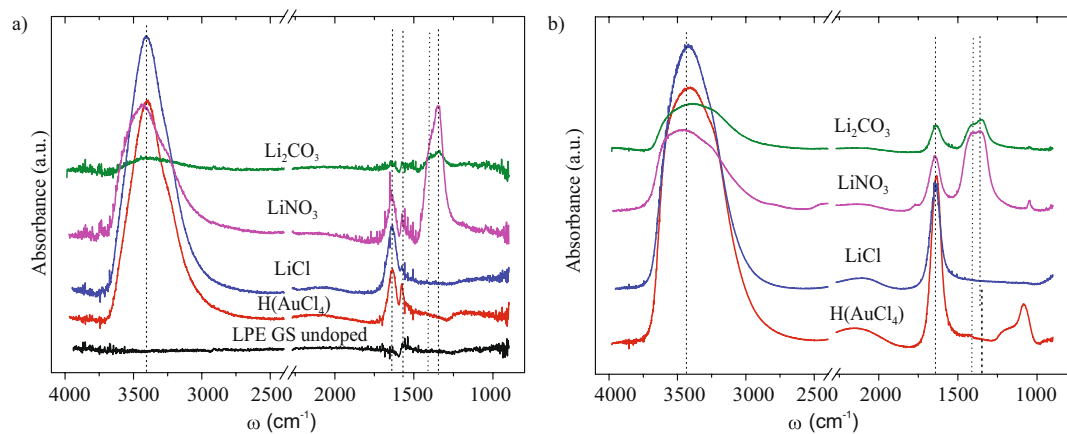 a)
Absorbance (a.u.)
Li₂CO₃
LiNO₃
LiCl
H(AuCl₄)
LPE GS undoped
4000 3500 3000 2500 2000 1500 1000
ω (cm⁻¹)
b)
Absorbance (a.u.)
Li₂CO₃
LiNO₃
LiCl
H(AuCl₄)
4000 3500 3000 2500 2000 1500 1000
ω (cm⁻¹)